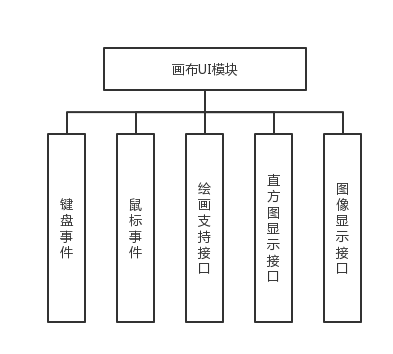 画布UI模块
键盘事件
鼠标事件
绘画支持接口
直方图显示接口
图像显示接口